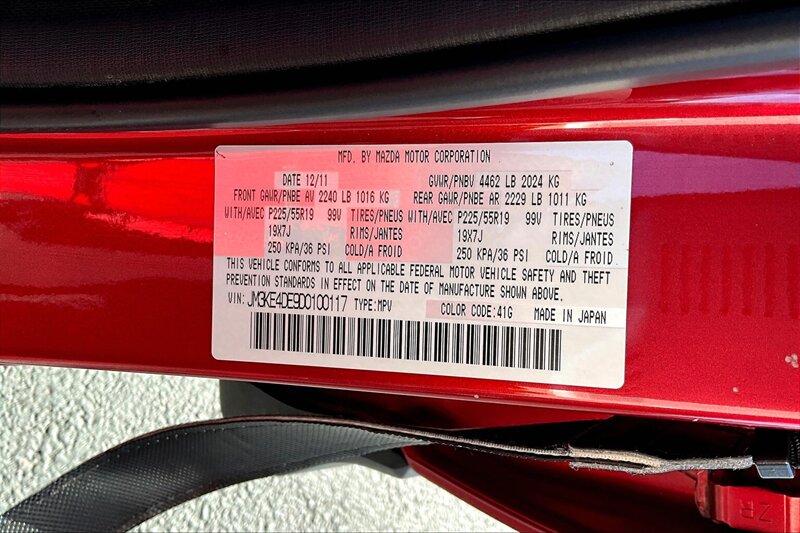 MFD. BY MAZDA MOTOR CORPORATION
DATE 12/11 GVWR/PNBV 4462 LB 2024 KG
FRONT GAWR/PNBE AV 2240 LB 1016 KG REAR GAWR/PNBE AR 2229 LB 1011 KG
WITH/AVEC P225/55R19 99V TIRES/PNEUS WITH/AVEC P225/55R19 99V TIRES/PNEUS
19X7J RIMS/JANTES 19X7J RIMS/JANTES
250 KPA/36 PSI COLD/A FROID 250 KPA/36 PSI COLD/A FROID
THIS VEHICLE CONFORMS TO ALL APPLICABLE FEDERAL MOTOR VEHICLE SAFETY AND THEFT
PREVENTION STANDARDS IN EFFECT ON THE DATE OF MANUFACTURE SHOWN ABOVE.
VIN: JM3KE4DE9D0100117 TYPE:MPV COLOR CODE:41G MADE IN JAPAN
ZR